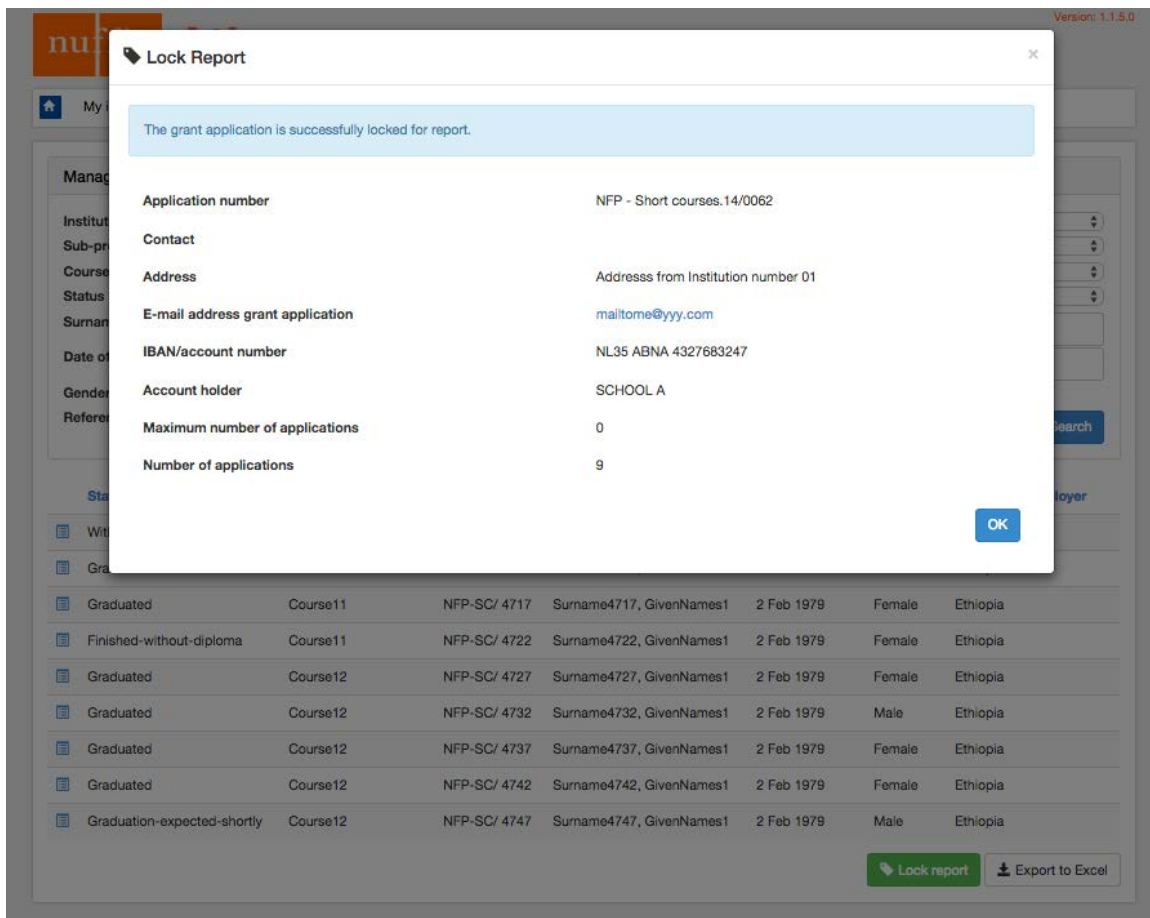 Version: 1.1.5.0
nuf
Lock Report
×
My i
The grant application is successfully locked for report.
Manag
Application number NFP - Short courses.14/0062
Institut
Contact
Sub-pr
Course
Address Addresss from Institution number 01
Status
E-mail address grant application mailtome@yyy.com
Surnam
IBAN/account number NL35 ABNA 4327683247
Date of
Account holder SCHOOL A
Gender
Maximum number of applications 0
Referen
Search
Number of applications 9
Sta
loyer
OK
With
Gra
Graduated Course11 NFP-SC/ 4717 Surname4717, GivenNames1 2 Feb 1979 Female Ethiopia
Finished-without-diploma Course11 NFP-SC/ 4722 Surname4722, GivenNames1 2 Feb 1979 Female Ethiopia
Graduated Course12 NFP-SC/ 4727 Surname4727, GivenNames1 2 Feb 1979 Female Ethiopia
Graduated Course12 NFP-SC/ 4732 Surname4732, GivenNames1 2 Feb 1979 Male Ethiopia
Graduated Course12 NFP-SC/ 4737 Surname4737, GivenNames1 2 Feb 1979 Female Ethiopia
Graduated Course12 NFP-SC/ 4742 Surname4742, GivenNames1 2 Feb 1979 Female Ethiopia
Graduation-expected-shortly Course12 NFP-SC/ 4747 Surname4747, GivenNames1 2 Feb 1979 Male Ethiopia
Lock report Export to Excel